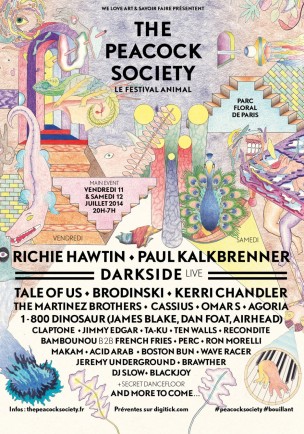 WE LOVE ART & SAVOIR FAIRE PRÉSENTENT
THE
PEACOCK
SOCIETY
LE FESTIVAL ANIMAL
PARC
FLORAL
DE PARIS
MAIN EVENT
VENDREDI 11
& SAMEDI 12
JUILLET 2014
20H-7H
VENDREDI
SAMEDI
RICHIE HAWTIN • PAUL KALKBRENNER
DARKSIDE LIVE
TALE OF US • BRODINSKI • KERRI CHANDLER
THE MARTINEZ BROTHERS • CASSIUS • OMAR S • AGORIA
1-800 DINOSAUR (JAMES BLAKE, DAN FOAT, AIRHEAD)
CLAPTONE • JIMMY EDGAR • TA-KU • TEN WALLS • RECONDITE
BAMBOUNOU B2B FRENCH FRIES • PERC • RON MORELLI
MAKAM • ACID ARAB • BOSTON BUN • WAVE RACER
JEREMY UNDERGROUND • BRAWTHER
DJ SLOW • BLACKJOY
+ SECRET DANCEFLOOR
AND MORE TO COME...
Infos : thepeacocksociety.fr
Préventes sur digitick.com
#peacocksociety #bouillant